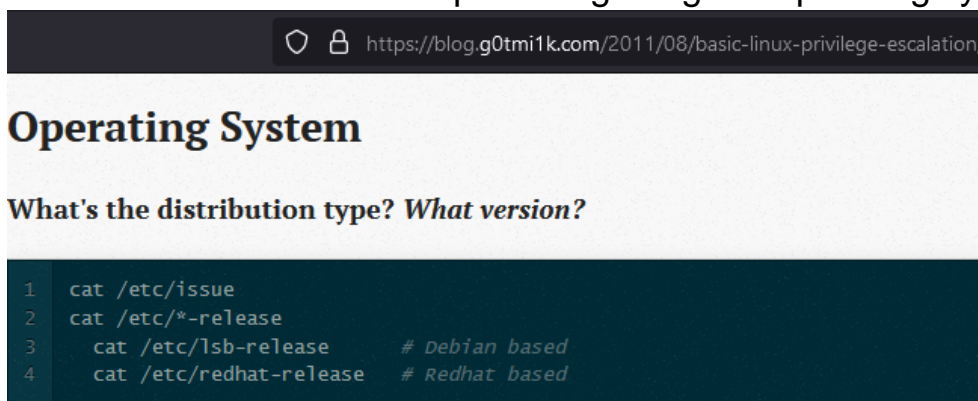 https://blog.g0tmi1k.com/2011/08/basic-linux-privilege-escalation
Operating System
What's the distribution type? What version?
1 cat /etc/issue
2 cat /etc/*-release
3 cat /etc/lsb-release # Debian based
4 cat /etc/redhat-release # Redhat based